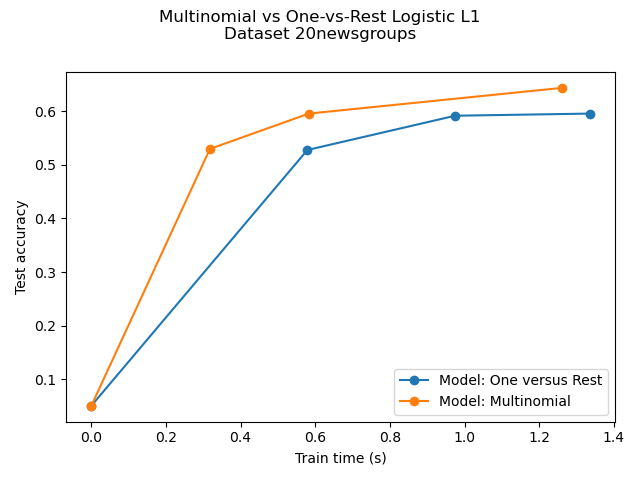 Multinomial vs One-vs-Rest Logistic L1
Dataset 20newsgroups
Test accuracy
0.6
0.5
0.4
0.3
0.2
0.1
Model: One versus Rest
Model: Multinomial
0.0 0.2 0.4 0.6 0.8 1.0 1.2 1.4
Train time (s)